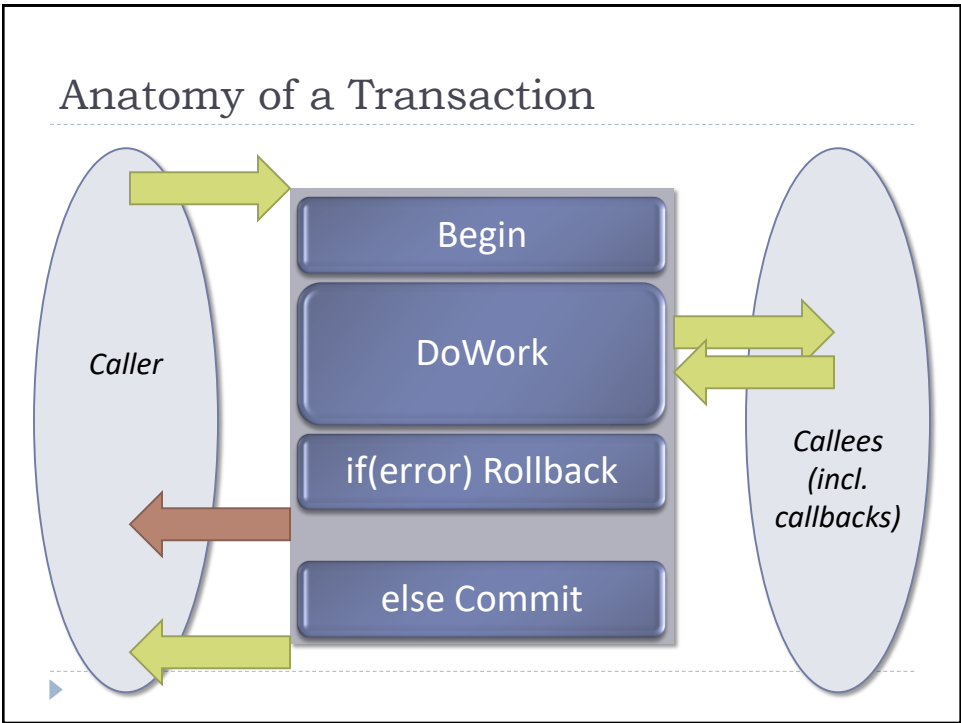 Anatomy of a Transaction
Caller
Begin
DoWork
if(error) Rollback
else Commit
Callees
(incl.
callbacks)